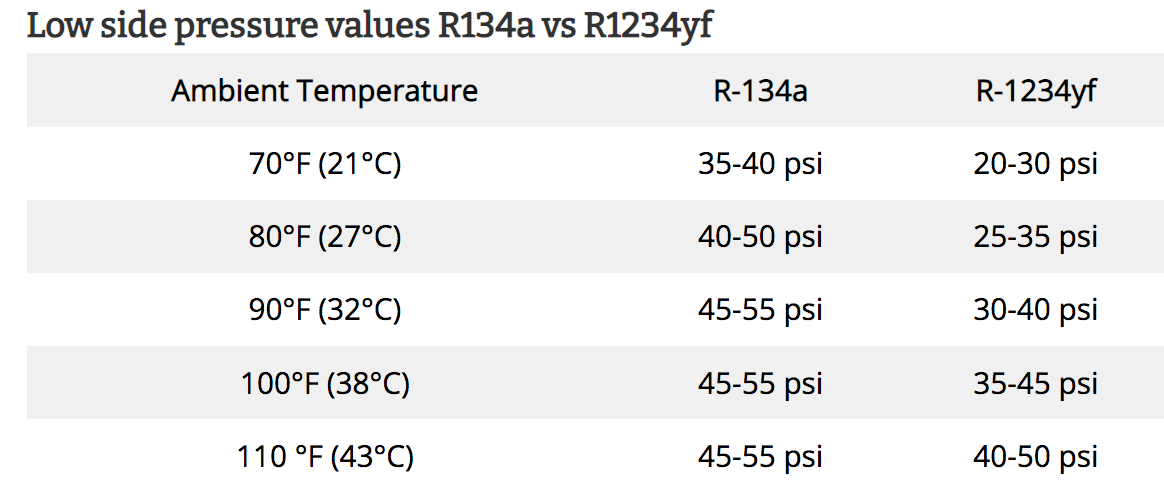 Low side pressure values R134a vs R1234yf
Ambient Temperature R-134a R-1234yf
70°F (21°C) 35-40 psi 20-30 psi
80°F (27°C) 40-50 psi 25-35 psi
90°F (32°C) 45-55 psi 30-40 psi
100°F (38°C) 45-55 psi 35-45 psi
110 °F (43°C) 45-55 psi 40-50 psi